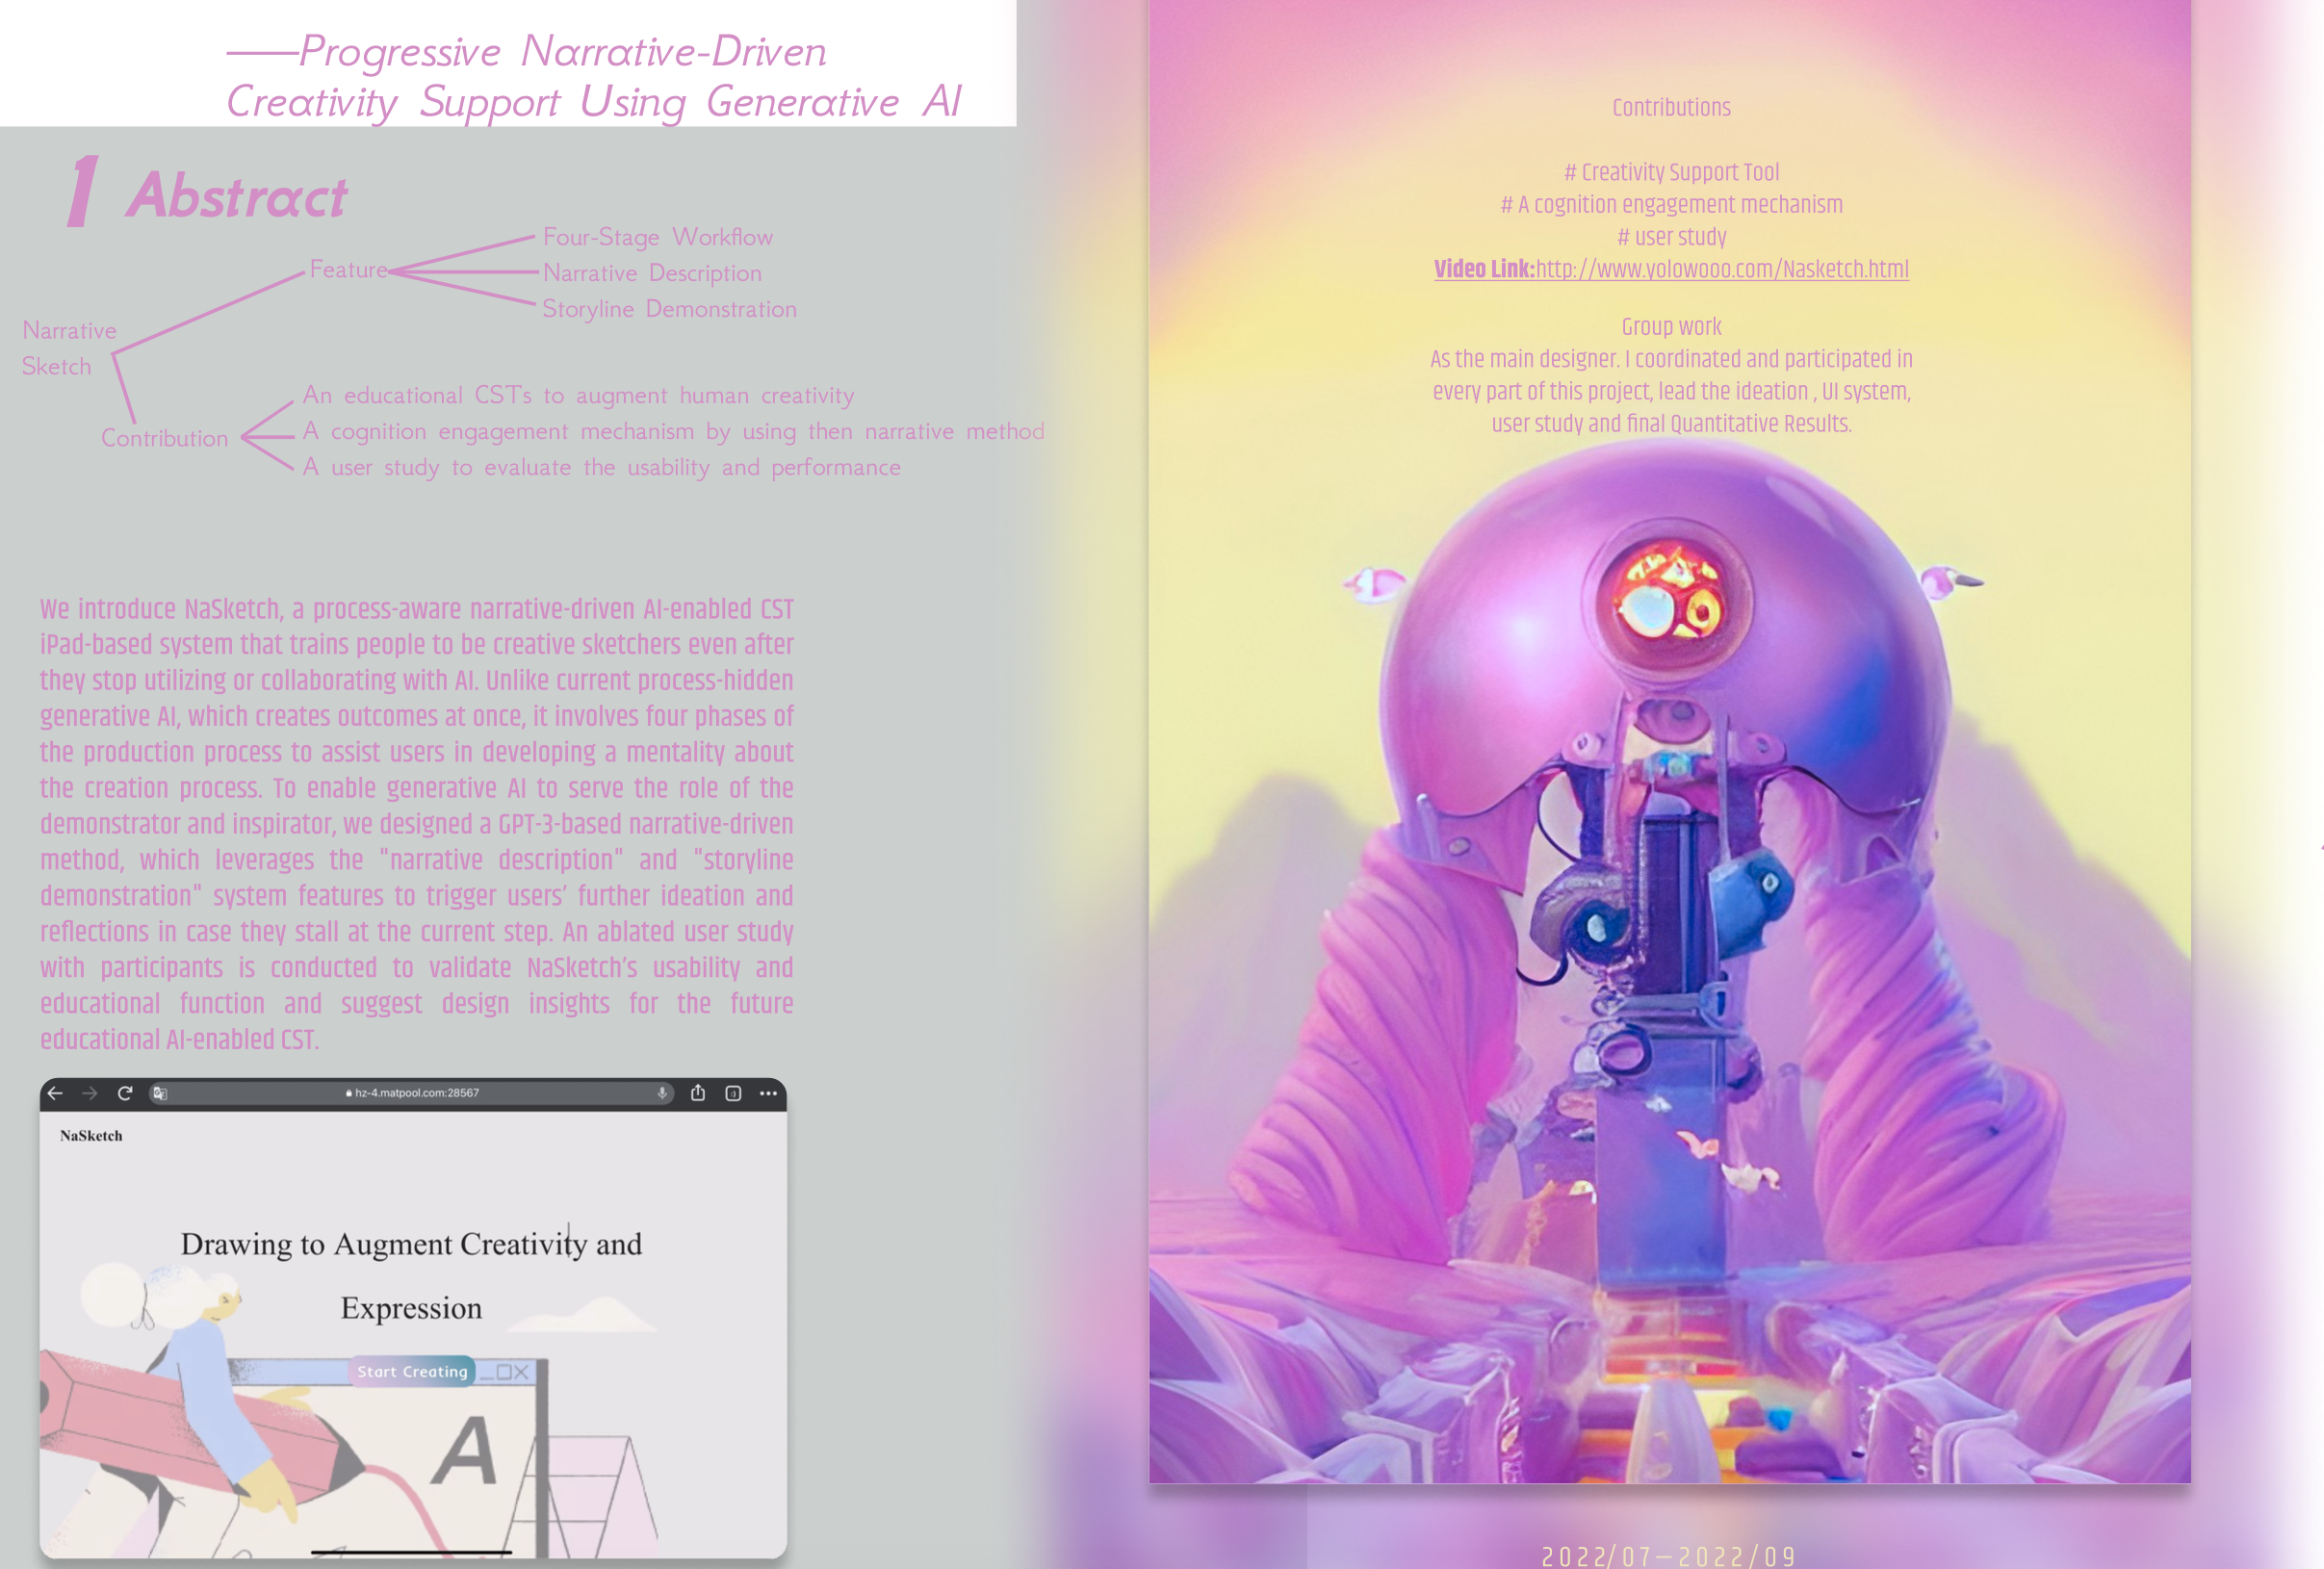 ——Progressive Narrative-Driven
Creativity Support Using Generative AI
1 Abstract
Narrative
Sketch
Feature
Four-Stage Workflow
Narrative Description
Storyline Demonstration
Contribution
An educational CSTs to augment human creativity
A cognition engagement mechanism by using then narrative method
A user study to evaluate the usability and performance
We introduce NaSketch, a process-aware narrative-driven AI-enabled CST
iPad-based system that trains people to be creative sketchers even after
they stop utilizing or collaborating with AI. Unlike current process-hidden
generative AI, which creates outcomes at once, it involves four phases of
the production process to assist users in developing a mentality about
the creation process. To enable generative AI to serve the role of the
demonstrator and inspirator, we designed a GPT-3-based narrative-driven
method, which leverages the "narrative description" and "storyline
demonstration" system features to trigger users’ further ideation and
reflections in case they stall at the current step. An ablated user study
with participants is conducted to validate NaSketch’s usability and
educational function and suggest design insights for the future
educational AI-enabled CST.
hz-4.matpool.com:28567
NaSketch
Drawing to Augment Creativity and
Expression
Start Creating
A
Contributions
# Creativity Support Tool
# A cognition engagement mechanism
# user study
Video Link:http://www.yolowooo.com/Nasketch.html
Group work
As the main designer. I coordinated and participated in
every part of this project, lead the ideation , UI system,
user study and final Quantitative Results.
2022/07—2022/09